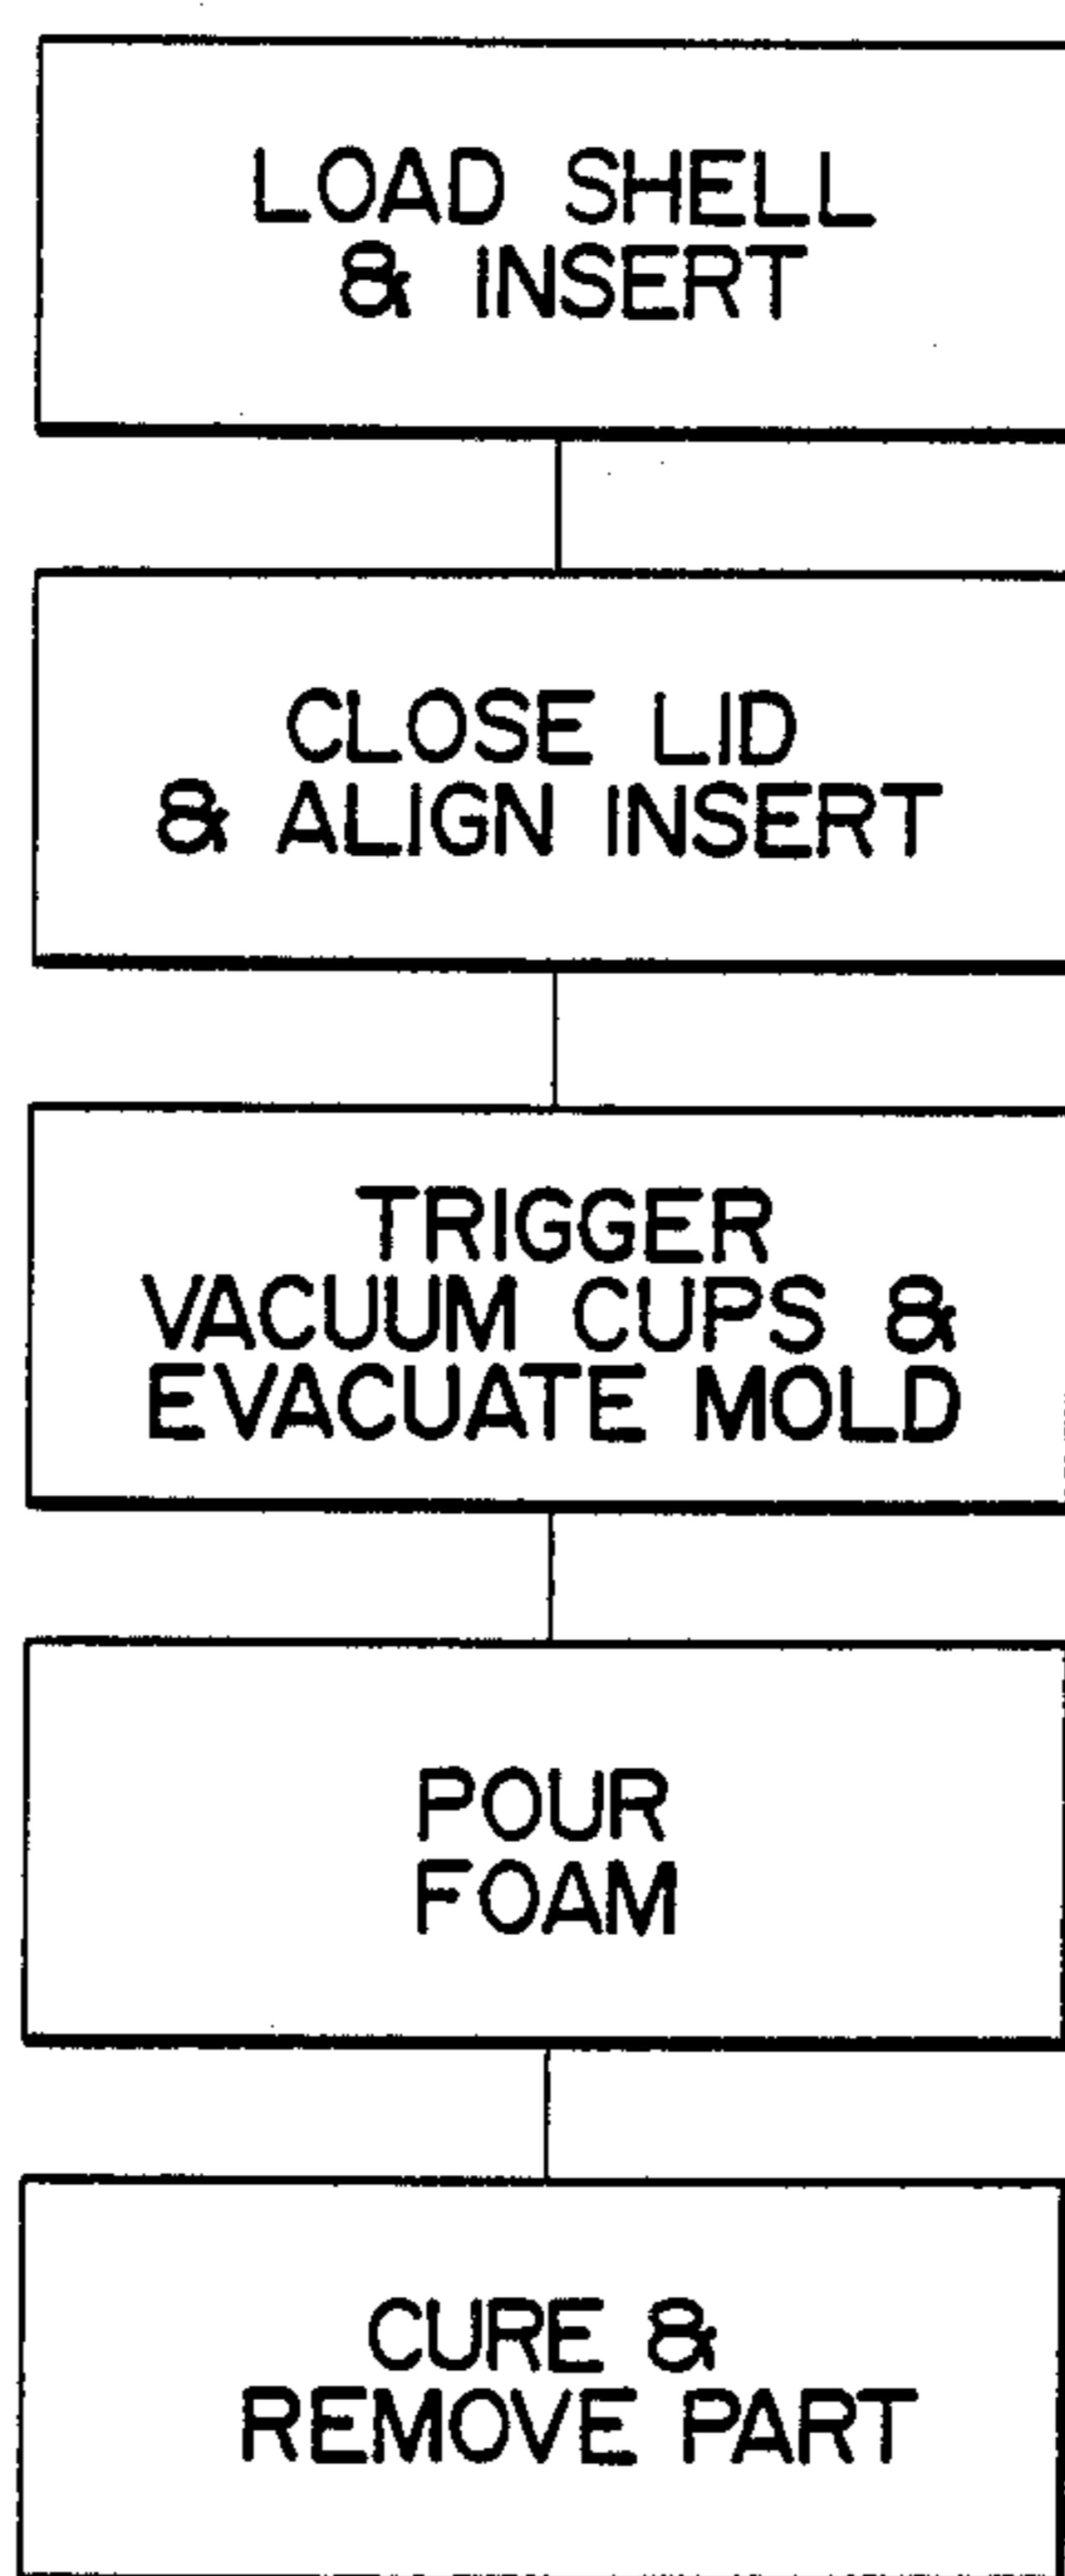 LOAD SHELL
& INSERT
CLOSE LID
& ALIGN INSERT
TRIGGER
VACUUM CUPS &
EVACUATE MOLD
POUR
FOAM
CURE &
REMOVE PART